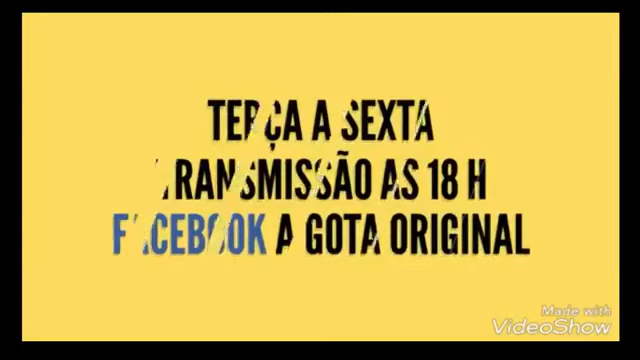 TERÇA A SEXTA
TRANSMISSÃO AS 18 H
FACEBOOK A GOTA ORIGINAL
Made with
VideoShow